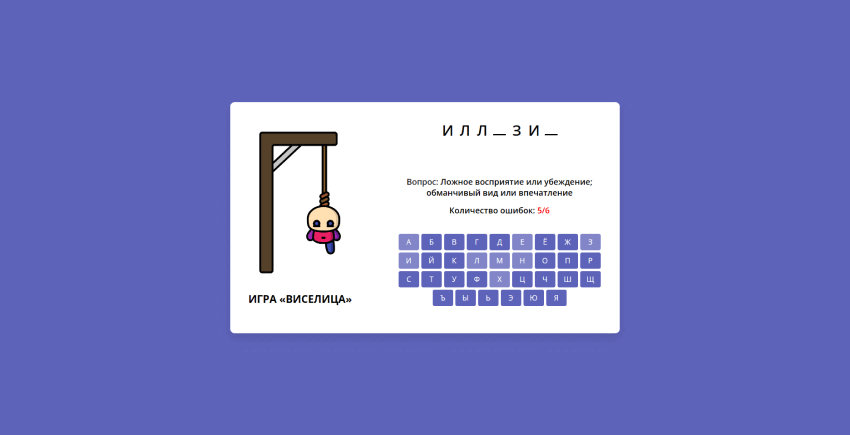 И Л Л _ З И _
Вопрос: Ложное восприятие или убеждение;
обманчивый вид или впечатление
Количество ошибок: 5/6
А Б В Г Д Е Ё Ж З
И Й К Л М Н О П Р
С Т У Ф Х Ц Ч Ш Щ
Ъ Ы Ь Э Ю Я
ИГРА «ВИСЕЛИЦА»